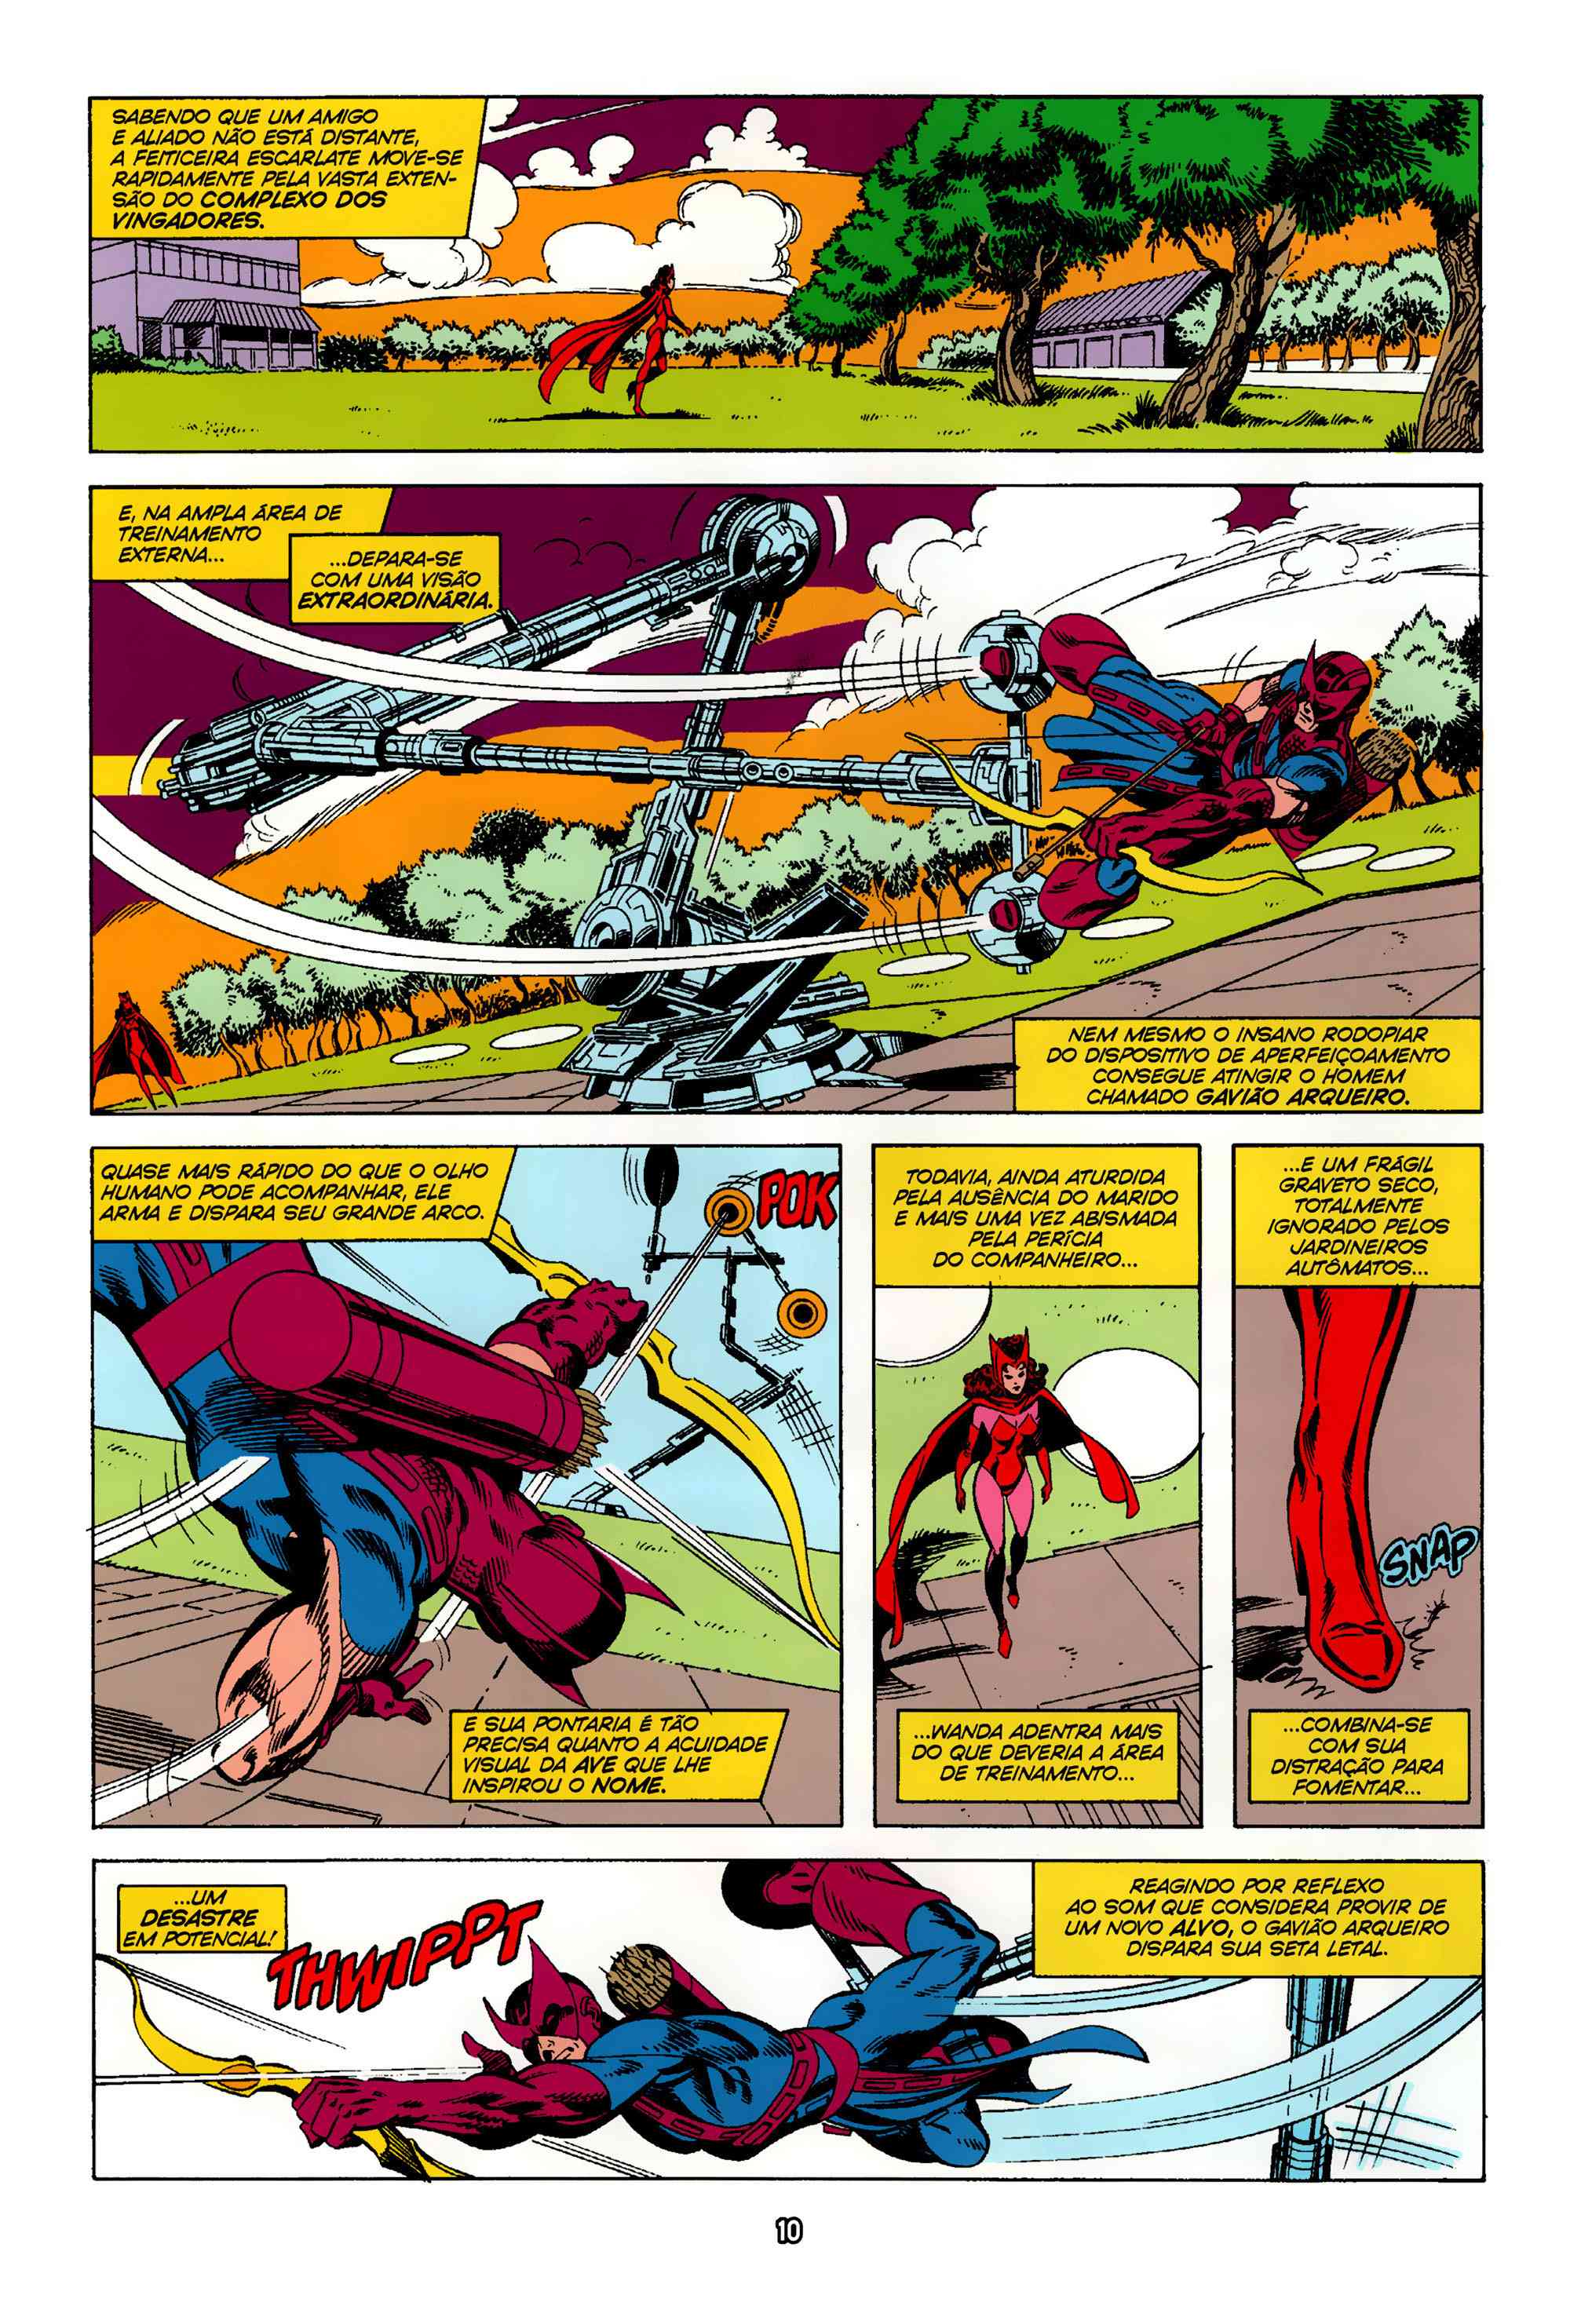 SABENDO QUE UM AMIGO
E ALIADO NÃO ESTÁ DISTANTE,
A FEITICEIRA ESCARLATE MOVE-SE
RAPIDAMENTE PELA VASTA EXTEN-
SÃO DO COMPLEXO DOS
VINGADORES.
E, NA AMPLA ÁREA DE
TREINAMENTO
EXTERNA...
...DEPARA-SE
COM UMA VISÃO
EXTRAORDINÁRIA.
NEM MESMO O INSANO RODOPIAR
DO DISPOSITIVO DE APERFEIÇOAMENTO
CONSEGUE ATINGIR O HOMEM
CHAMADO GAVIÃO ARQUEIRO.
QUASE MAIS RÁPIDO DO QUE O OLHO
HUMANO PODE ACOMPANHAR, ELE
ARMA E DISPARA SEU GRANDE ARCO.
POK
E SUA PONTARIA É TÃO
PRECISA QUANTO A ACUIDADE
VISUAL DA AVE QUE LHE
INSPIROU O NOME.
TODAVIA, AINDA ATURDIDA
PELA AUSÊNCIA DO MARIDO
E MAIS UMA VEZ ABISMADA
PELA PERÍCIA
DO COMPANHEIRO...
...WANDA ADENTRA MAIS
DO QUE DEVERIA A ÁREA
DE TREINAMENTO...
...E UM FRÁGIL
GRAVETO SECO,
TOTALMENTE
IGNORADO PELOS
JARDINEIROS
AUTÔMATOS...
SNAP
...COMBINA-SE
COM SUA
DISTRAÇÃO PARA
FOMENTAR...
...UM
DESASTRE
EM POTENCIAL!
THWIPPT
REAGINDO POR REFLEXO
AO SOM QUE CONSIDERA PROVIR DE
UM NOVO ALVO, O GAVIÃO ARQUEIRO
DISPARA SUA SETA LETAL.
10